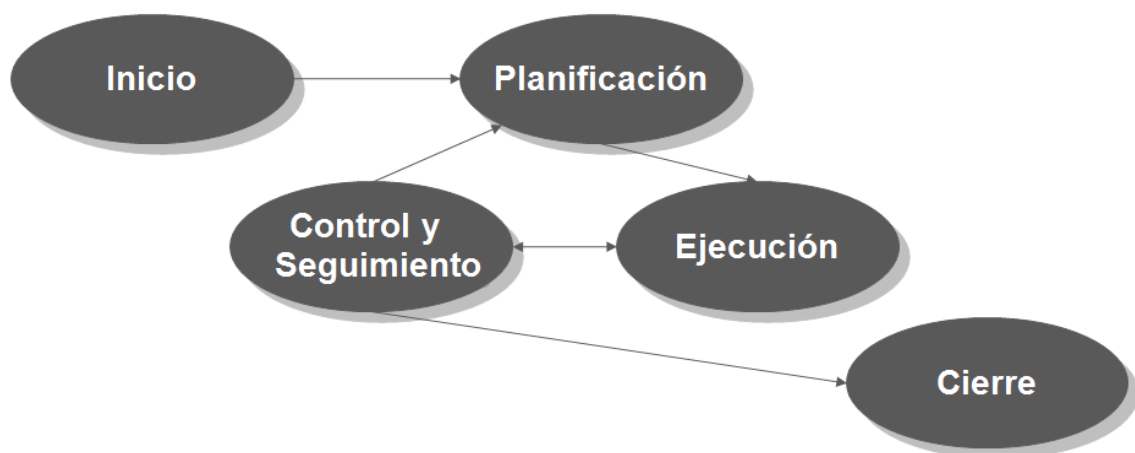 Inicio
Planificación
Control y
Seguimiento
Ejecución
Cierre